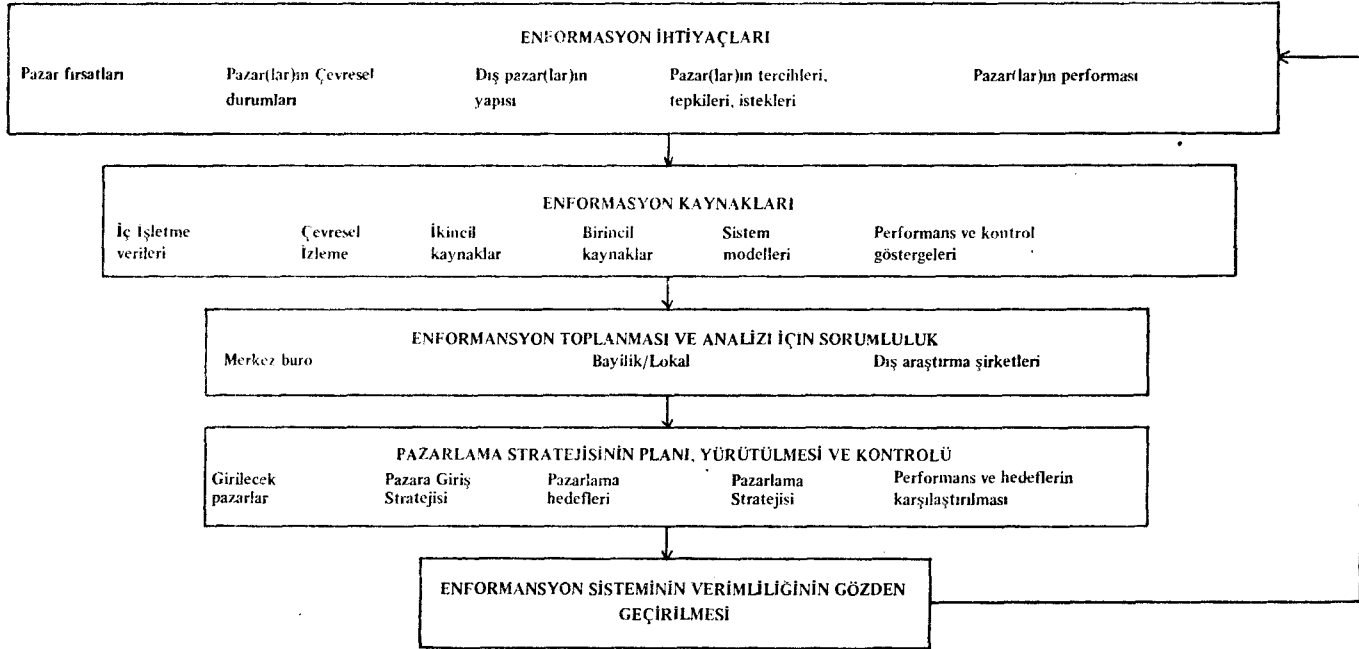 ENFORMASYON İHTİYAÇLARI
Pazar fırsatları Pazar(lar)ın Çevresel Dış pazar(lar)ın Pazar(lar)ın tercihleri, Pazar(lar)ın performası
durumları yapısı tepkileri, istekleri
ENFORMASYON KAYNAKLARI
İç İşletme Çevresel İkincil Birincil Sistem Performans ve kontrol
verileri İzleme kaynaklar kaynaklar modelleri göstergeleri
ENFORMANSYON TOPLANMASI VE ANALİZI İÇİN SORUMLULUK
Merkez buro Bayilik/Lokal Dış araştırma şirketleri
PAZARLAMA STRATEJİSİNİN PLANI, YÜRÜTÜLMESİ VE KONTROLÜ
Girilecek Pazara Giriş Pazarlama Pazarlama Performans ve hedeflerin
pazarlar Stratejisi hedefleri Stratejisi karşılaştırılması
ENFORMANSYON SİSTEMİNİN VERİMLİLİĞİNİN GÖZDEN
GEÇİRİLMESİ